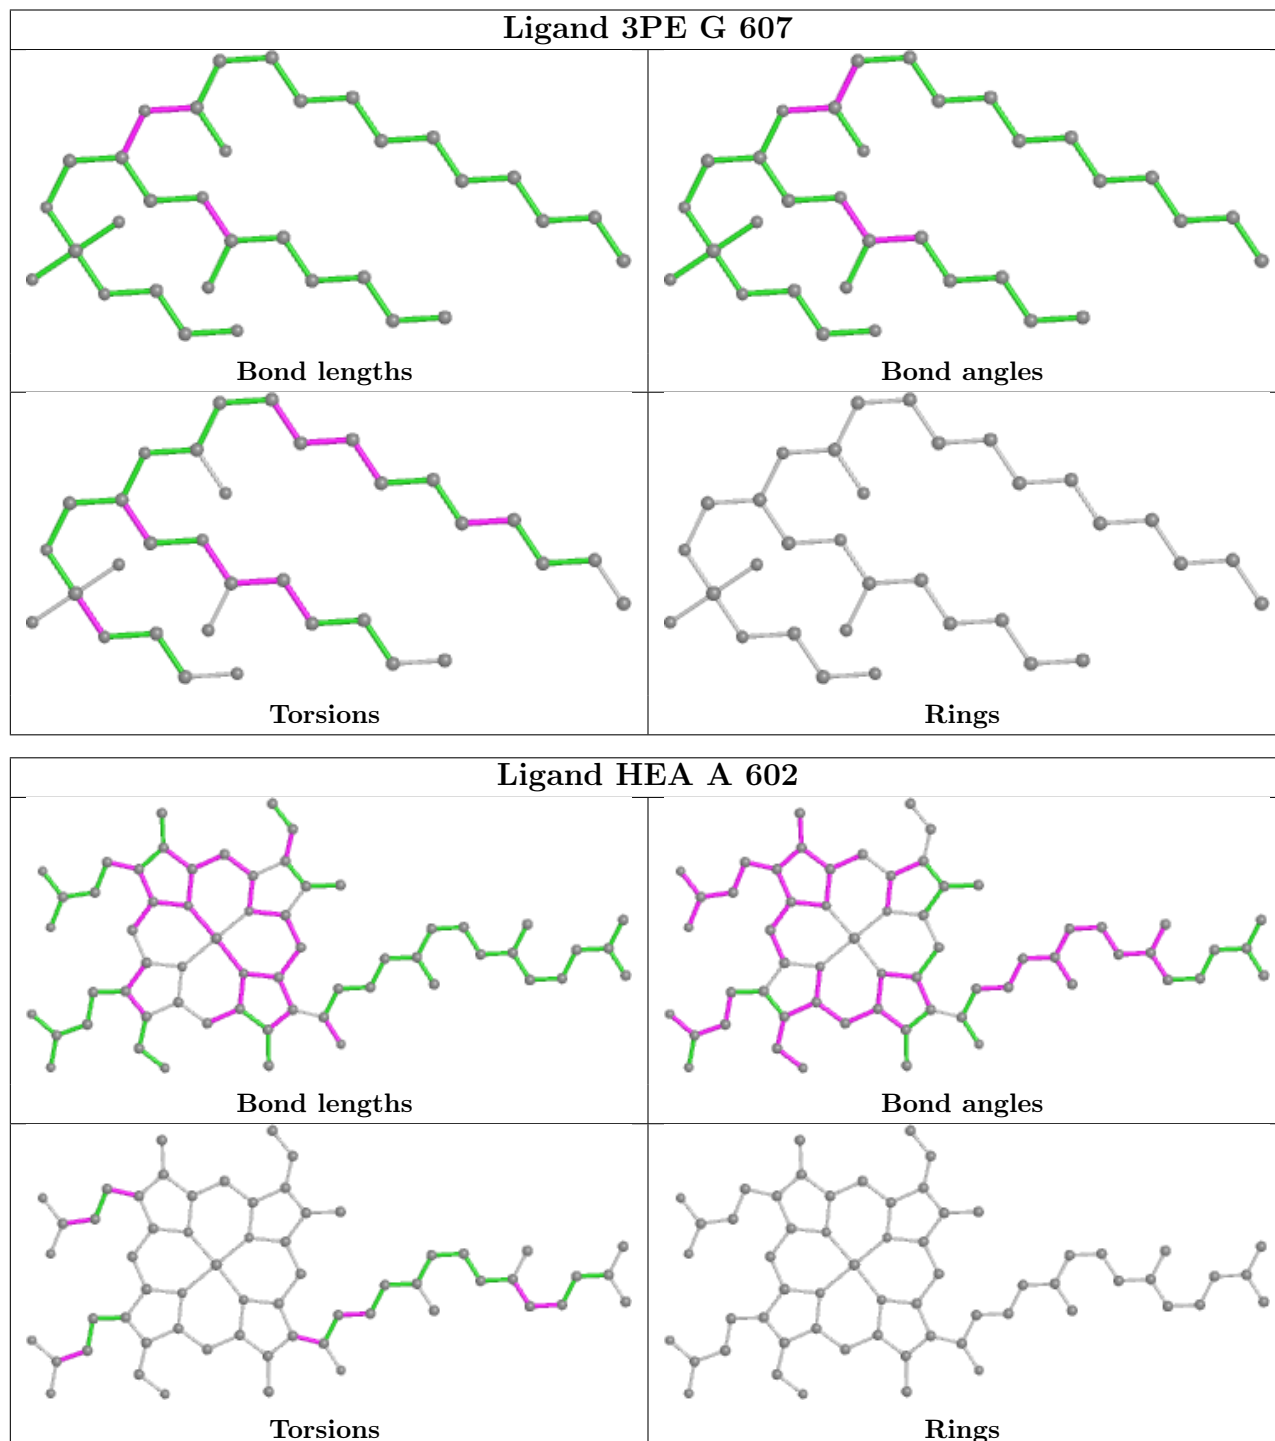 Ligand 3PE G 607
Bond lengths
Bond angles
Torsions
Rings
Ligand HEA A 602
Bond lengths
Bond angles
Torsions
Rings